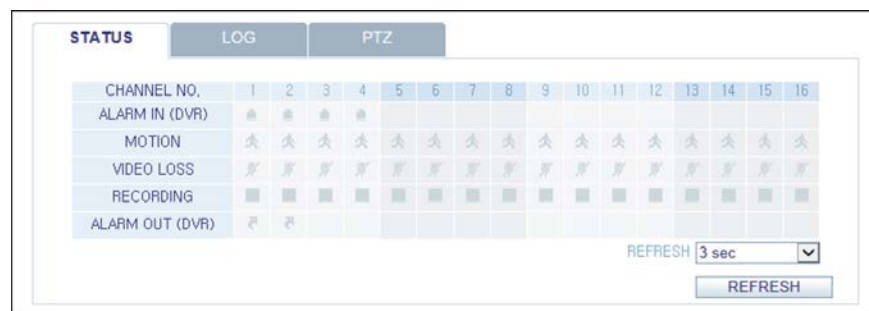 STATUS LOG PTZ
CHANNEL NO. 1 2 3 4 5 6 7 8 9 10 11 12 13 14 15 16
ALARM IN (DVR)
MOTION
VIDEO LOSS
RECORDING
ALARM OUT (DVR)
REFRESH 3 sec
REFRESH